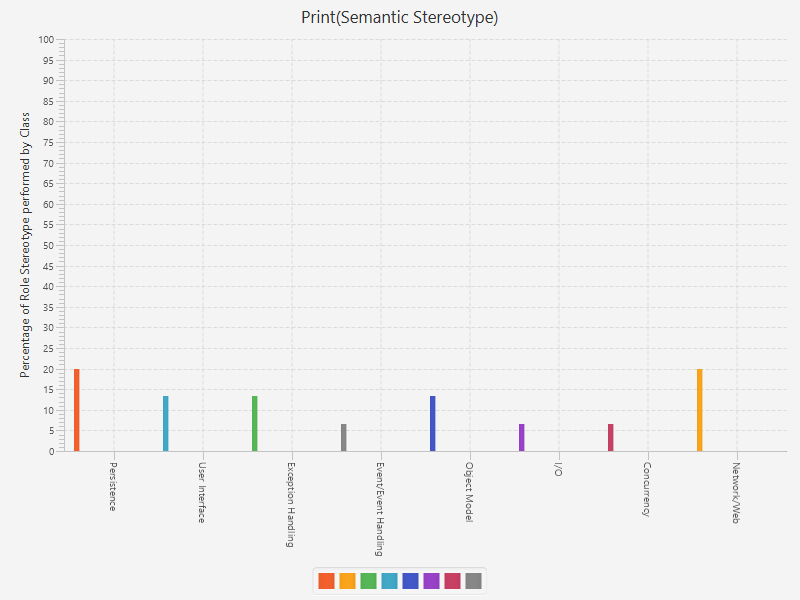 Print(Semantic Stereotype)
Percentage of Role Stereotype performed by Class
100
95
90
85
80
75
70
65
60
55
50
45
40
35
30
25
20
15
10
5
0
Persistence
User Interface
Exception Handling
Event/Event Handling
Object Model
I/O
Concurrency
Network/Web